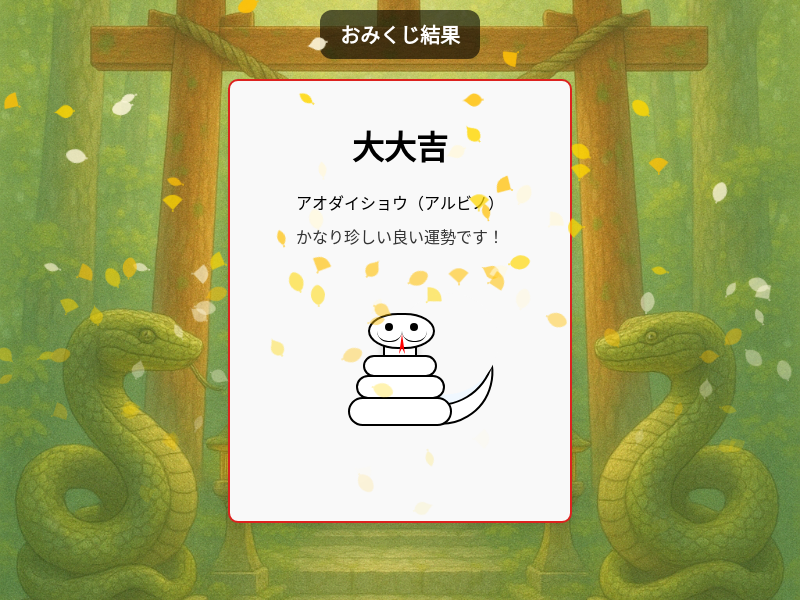 おみくじ結果
大大吉
アオダイショウ（アルビノ）
かなり珍しい良い運勢です！